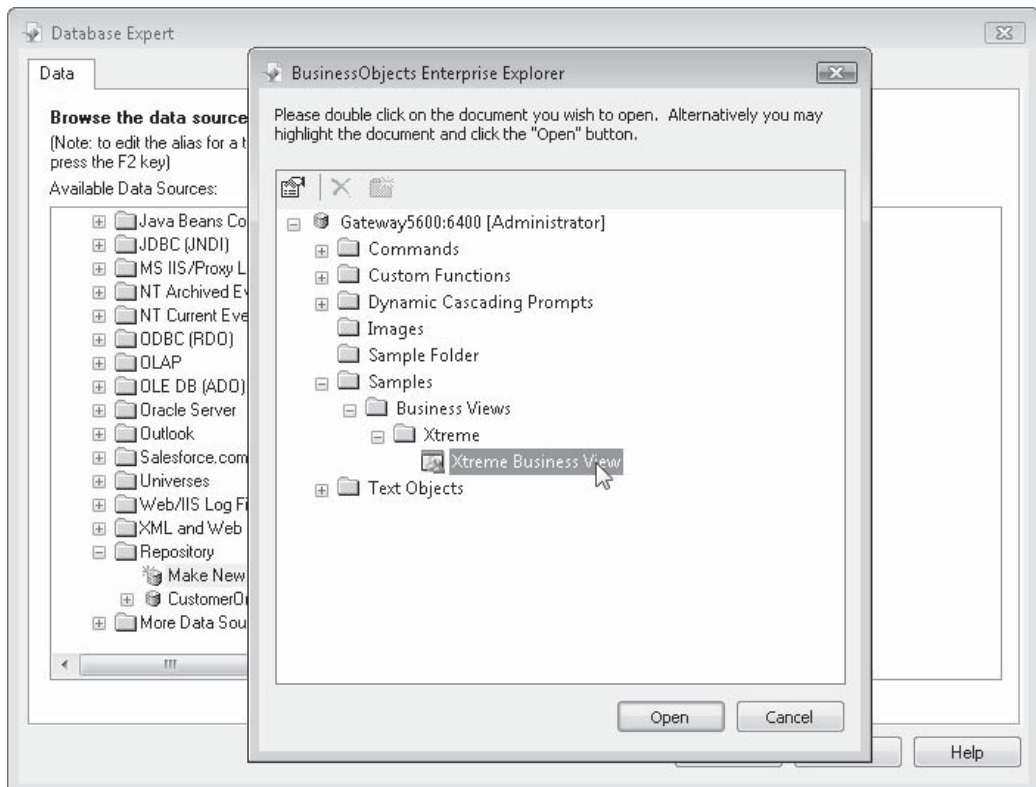 Database Expert
Data
Browse the data source
(Note: to edit the alias for a t
press the F2 key)
Available Data Sources:
Java Beans Co
JDBC (JNDI)
MS IIS/Proxy L
NT Archived Ev
NT Current Eve
ODBC (RDO)
OLAP
OLE DB (ADO)
Oracle Server
Outlook
Salesforce.com
Universes
Web/IIS Log Fi
XML and Web
Repository
Make New
CustomerOr
More Data Sou
BusinessObjects Enterprise Explorer
Please double click on the document you wish to open. Alternatively you may
highlight the document and click the "Open" button.
Gateway5600:6400 [Administrator]
Commands
Custom Functions
Dynamic Cascading Prompts
Images
Sample Folder
Samples
Business Views
Xtreme
Xtreme Business View
Text Objects
Open
Cancel
Help